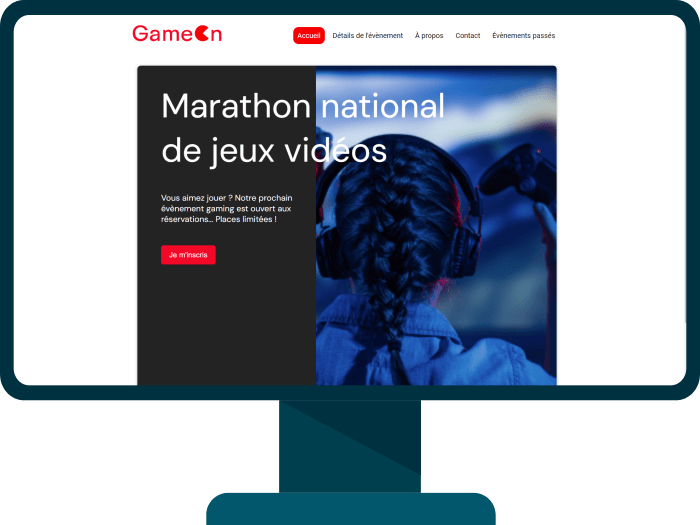 GameOn
Accueil Détails de l'évènement À propos Contact Évènements passés
Marathon national
de jeux vidéos
Vous aimez jouer ? Notre prochain
évènement gaming est ouvert aux
réservations... Places limitées !
Je m'inscris